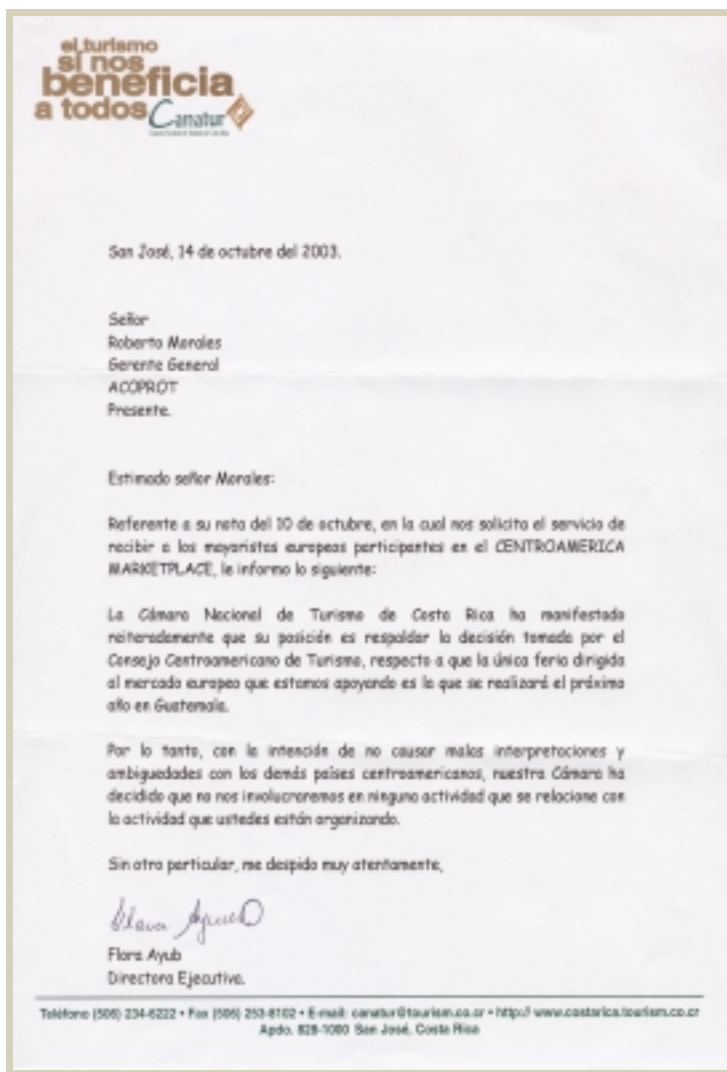 el turismo
si nos
beneficia
a todos
Canatur
San José, 14 de octubre del 2003.
Señor
Roberto Morales
Gerente General
ACOPROT
Presente.
Estimado señor Morales:
Referente a su nota del 10 de octubre, en la cual nos solicita el servicio de
recibir a los mayoristas europeos participantes en el CENTROAMERICA
MARKETPLACE, le informo lo siguiente:
La Cámara Nacional de Turismo de Costa Rica ha manifestado
reiteradamente que su posición es respaldar la decisión tomada por el
Consejo Centroamericano de Turismo, respecto a que la única feria dirigida
al mercado europeo que estamos apoyando es la que se realizará el próximo
año en Guatemala.
Por lo tanto, con la intención de no causar malas interpretaciones y
ambiguedades con los demás países centroamericanos, nuestra Cámara ha
decidido que no nos involucraremos en ninguna actividad que se relacione con
la actividad que ustedes están organizando.
Sin otro particular, me despido muy atentamente,
Flora Ayub
Directora Ejecutiva.
Teléfono (506) 234-6222 • Fax (506) 253-8102 • E-mail: canatur@tourism.co.cr • http:// www.costarica.tourism.co.cr
Apdo. 828-1000 San José, Costa Rica